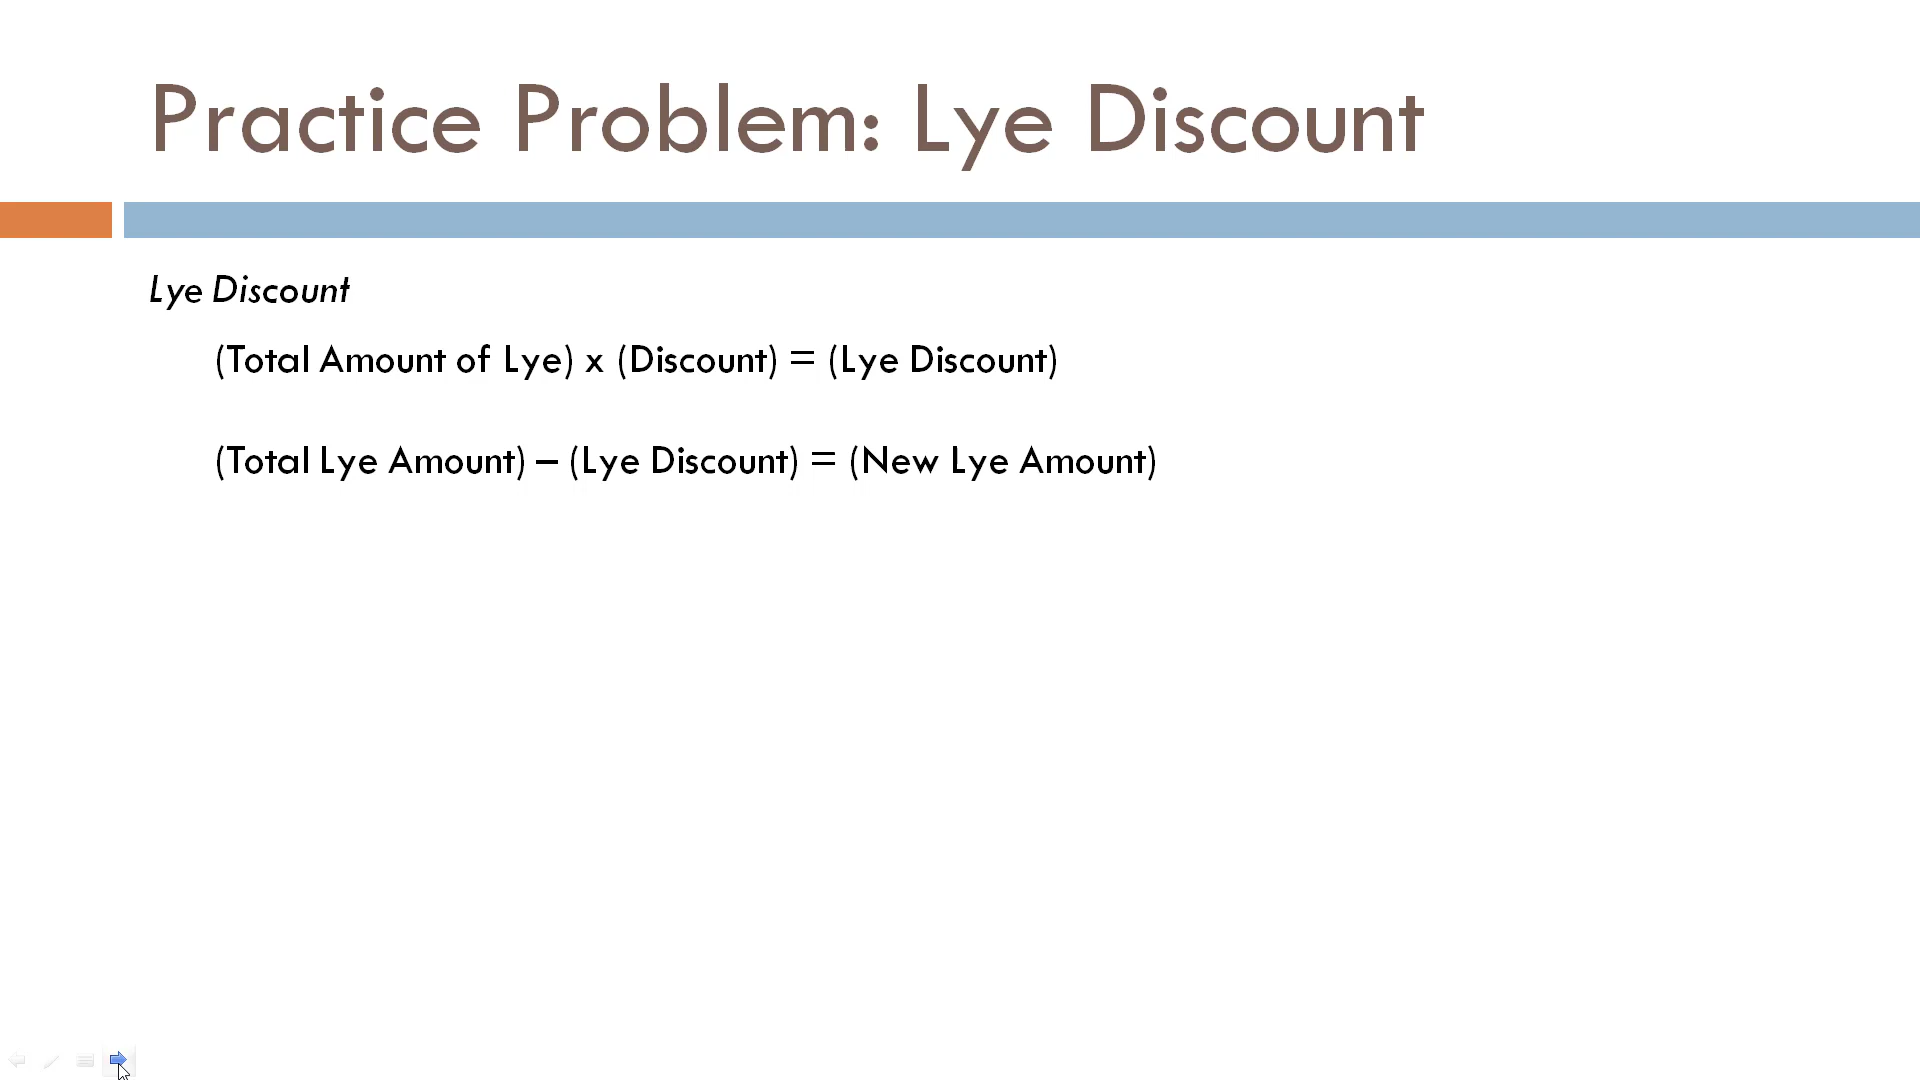 Practice Problem: Lye Discount
Lye Discount
(Total Amount of Lye) x (Discount) = (Lye Discount)
(Total Lye Amount) – (Lye Discount) = (New Lye Amount)